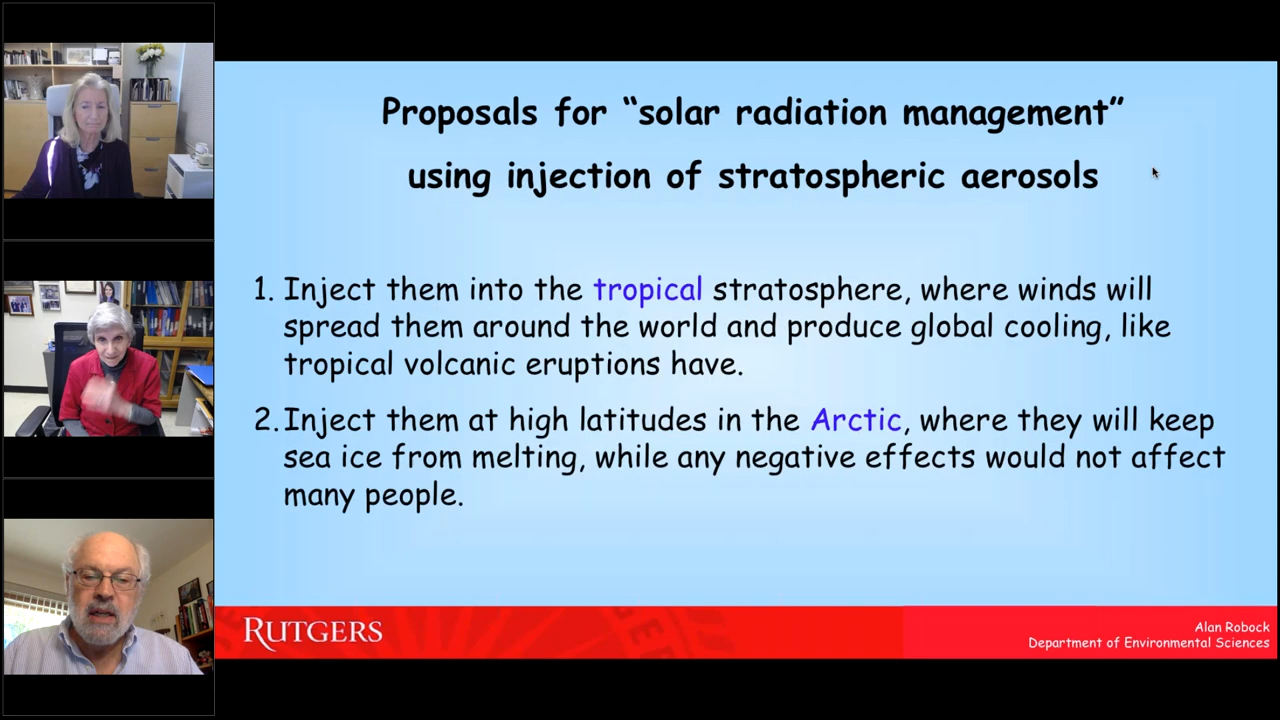 Proposals for “solar radiation management”
using injection of stratospheric aerosols
1. Inject them into the tropical stratosphere, where winds will
spread them around the world and produce global cooling, like
tropical volcanic eruptions have.
2. Inject them at high latitudes in the Arctic, where they will keep
sea ice from melting, while any negative effects would not affect
many people.
RUTGERS
Alan Robock
Department of Environmental Sciences